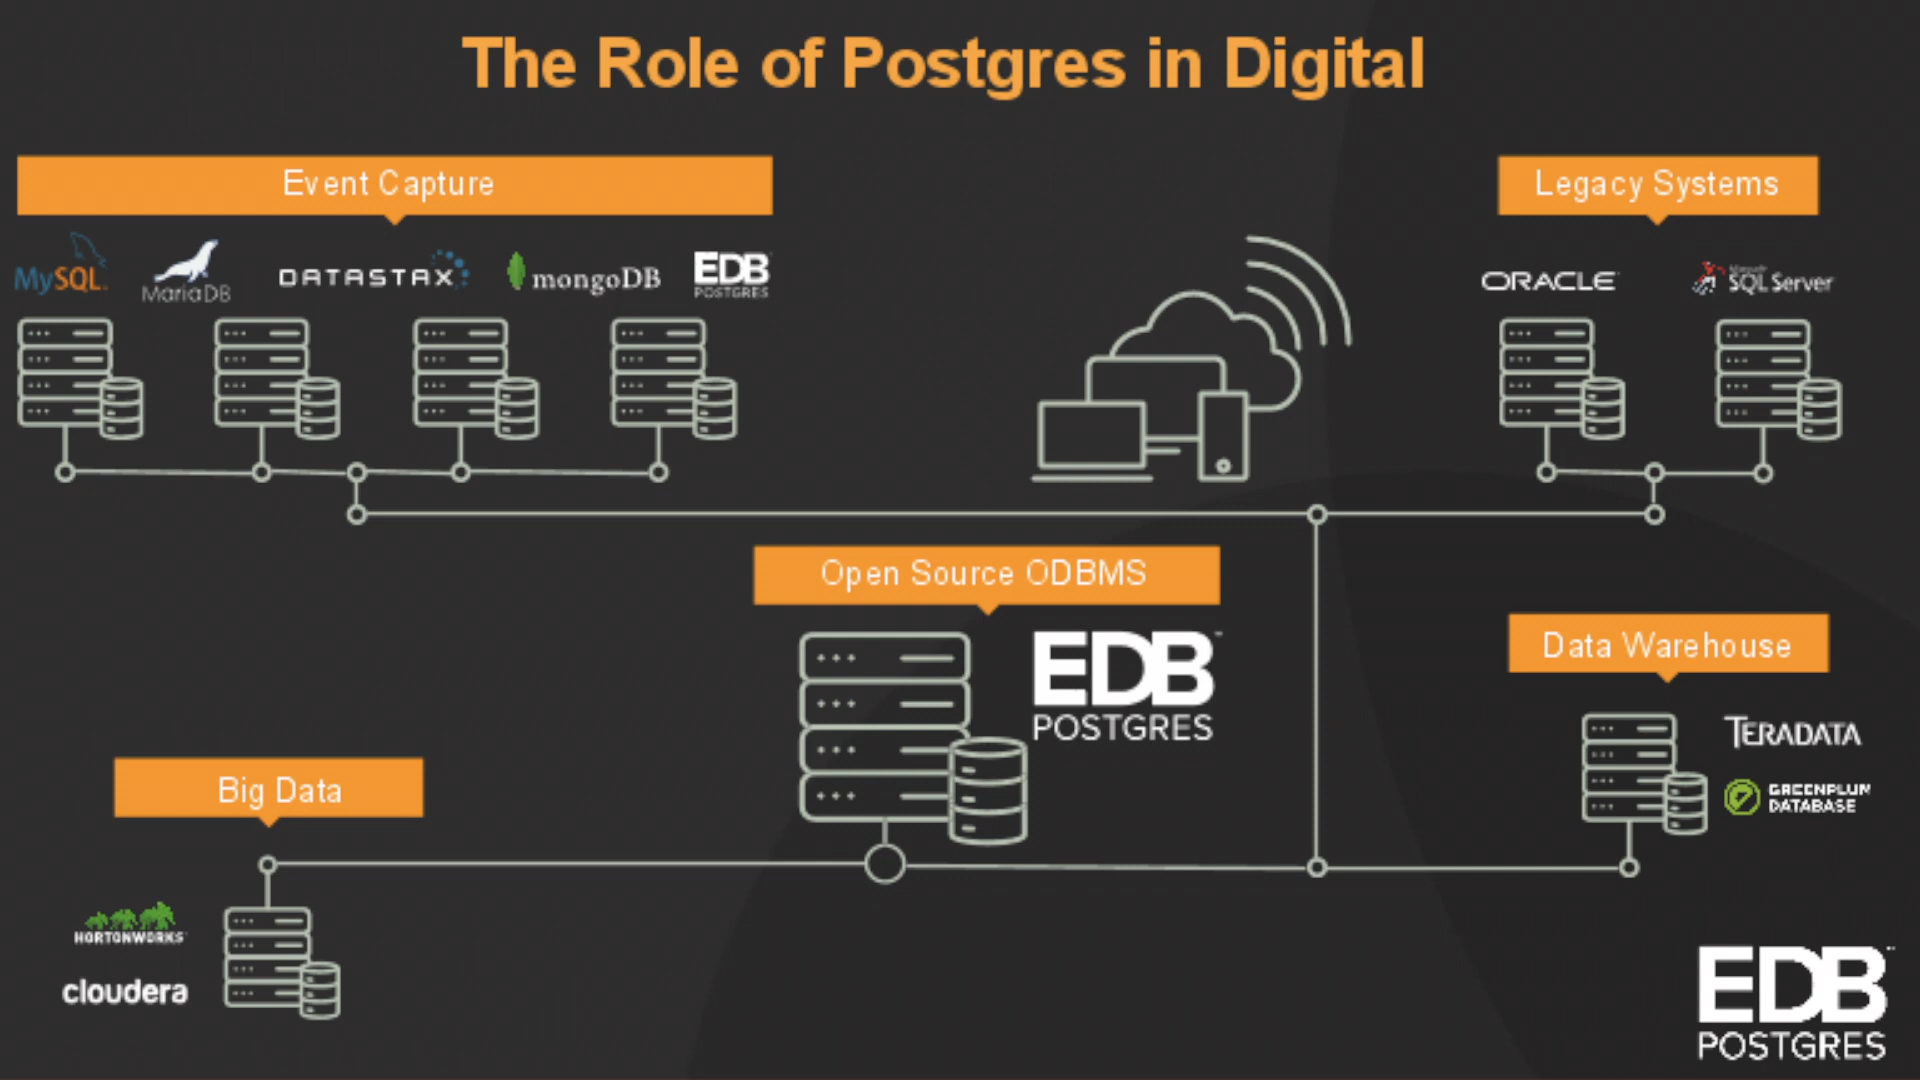 The Role of Postgres in Digital
Event Capture
Legacy Systems
MySQL
MariaDB
DATASTAX
mongoDB
EDB
POSTGRES
ORACLE
Microsoft
SQL Server
Open Source ODBMS
EDB
POSTGRES
Data Warehouse
TERADATA
GREENPLUM
DATABASE
Big Data
HORTONWORKS
cloudera
EDB
POSTGRES